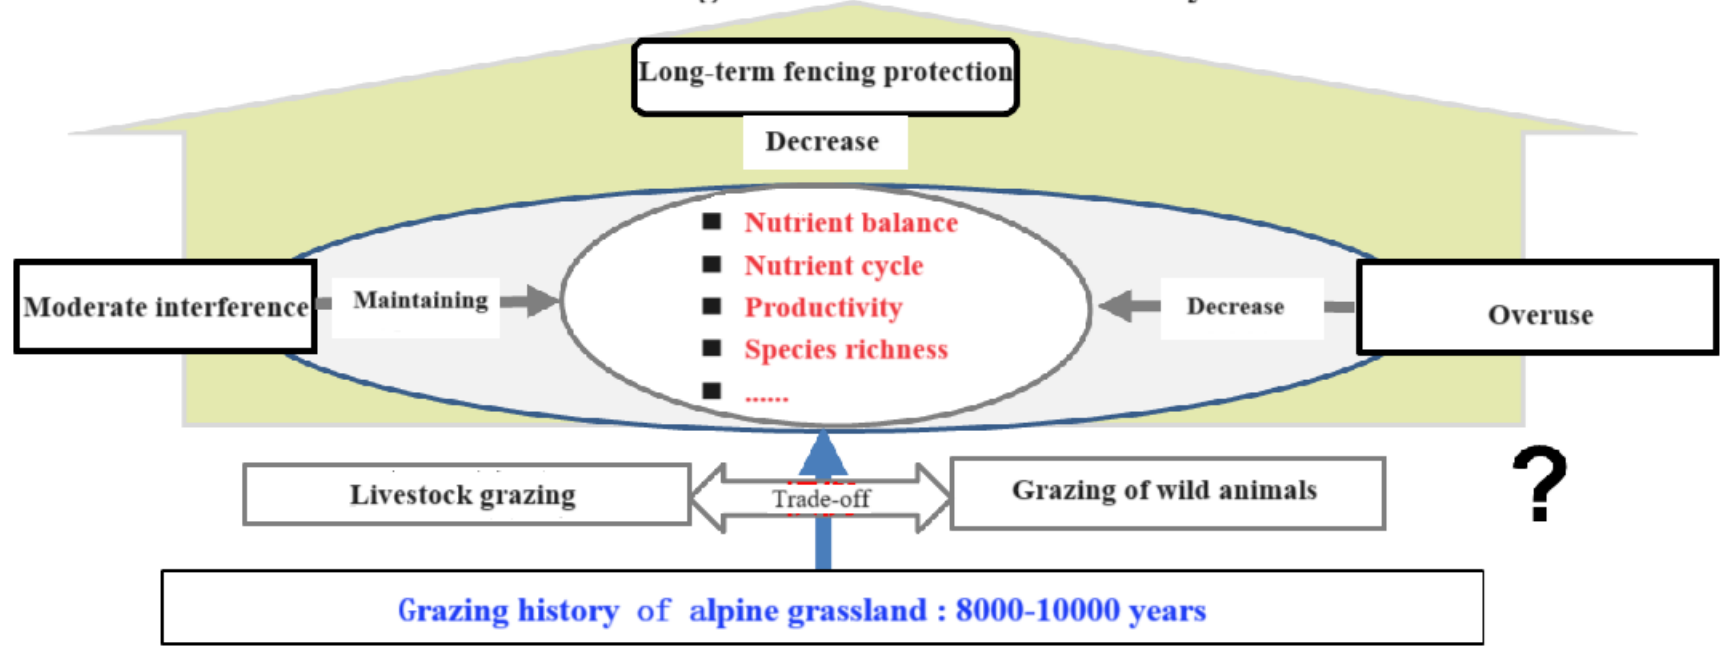 Long-term fencing protection
Decrease
Nutrient balance
Nutrient cycle
Productivity
Species richness
......
Moderate interference
Maintaining
Decrease
Overuse
Livestock grazing
Trade-off
Grazing of wild animals
?
Grazing history of alpine grassland : 8000-10000 years